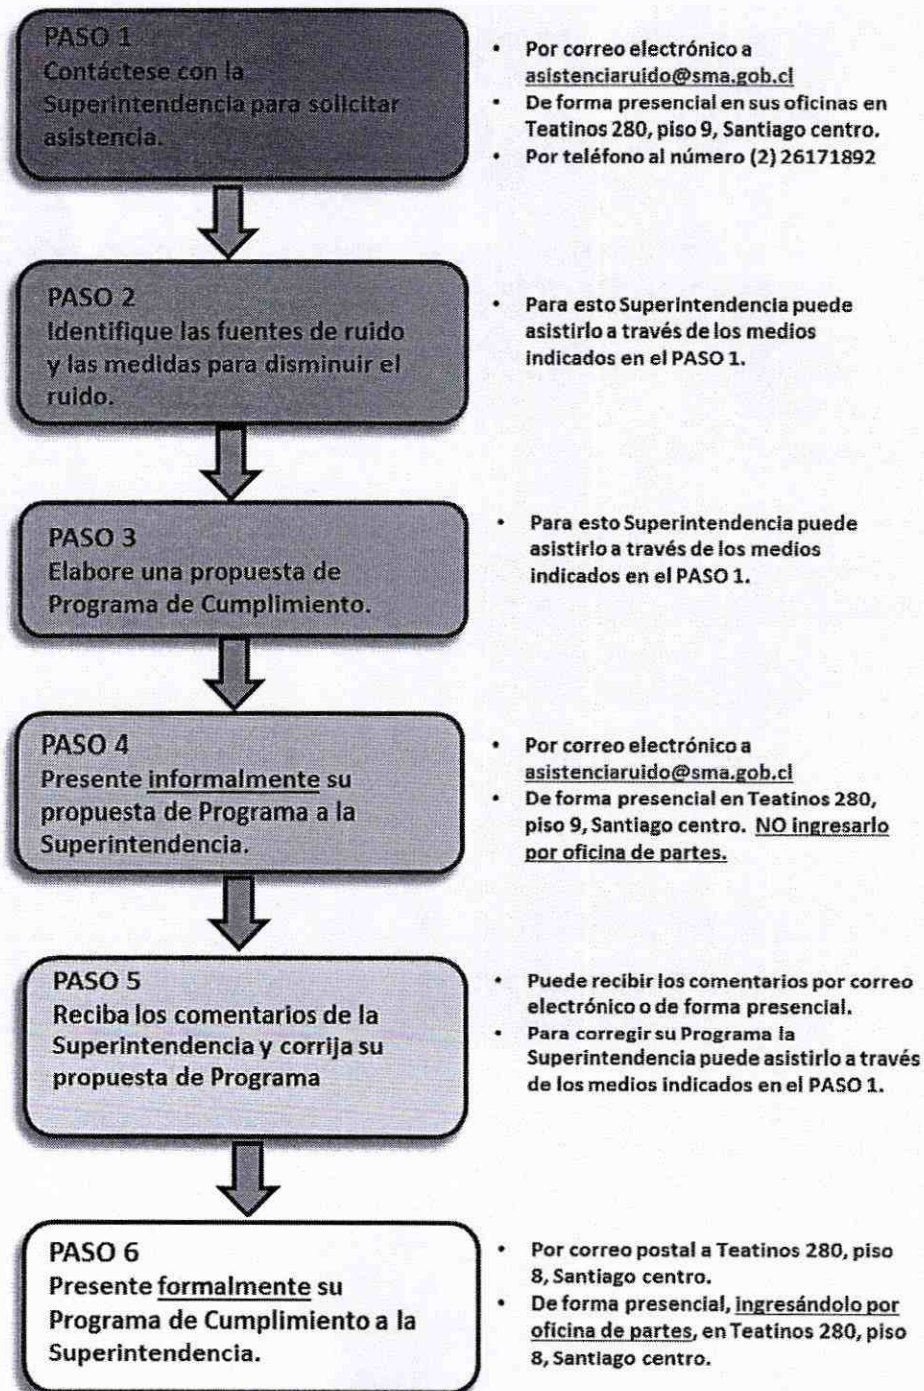 PASO 1
Contáctese con la
Superintendencia para solicitar
asistencia.
• Por correo electrónico a
asistenciaruido@sma.gob.cl
• De forma presencial en sus oficinas en
Teatinos 280, piso 9, Santiago centro.
• Por teléfono al número (2) 26171892
PASO 2
Identifique las fuentes de ruido
y las medidas para disminuir el
ruido.
• Para esto Superintendencia puede
asistirlo a través de los medios
indicados en el PASO 1.
PASO 3
Elabore una propuesta de
Programa de Cumplimiento.
• Para esto Superintendencia puede
asistirlo a través de los medios
indicados en el PASO 1.
PASO 4
Presente informalmente su
propuesta de Programa a la
Superintendencia.
• Por correo electrónico a
asistenciaruido@sma.gob.cl
• De forma presencial en Teatinos 280,
piso 9, Santiago centro. NO ingresarlo
por oficina de partes.
PASO 5
Reciba los comentarios de la
Superintendencia y corrija su
propuesta de Programa
• Puede recibir los comentarios por correo
electrónico o de forma presencial.
• Para corregir su Programa la
Superintendencia puede asistirlo a través
de los medios indicados en el PASO 1.
PASO 6
Presente formalmente su
Programa de Cumplimiento a la
Superintendencia.
• Por correo postal a Teatinos 280, piso
8, Santiago centro.
• De forma presencial, ingresándolo por
oficina de partes, en Teatinos 280, piso
8, Santiago centro.